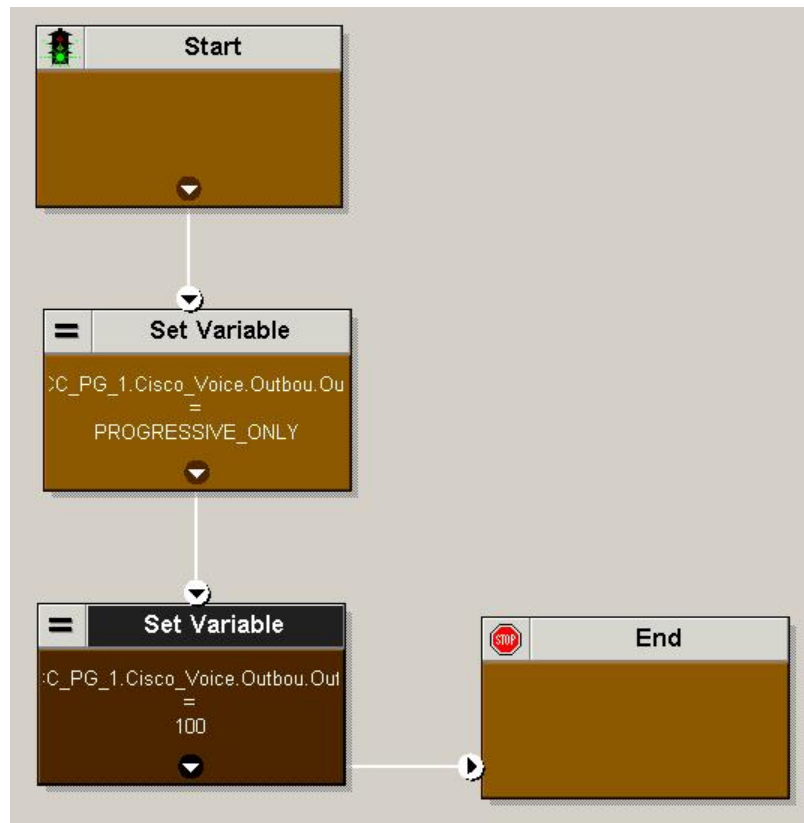 Start
= Set Variable
C_PG_1.Cisco_Voice.Outbou.Ou
=
PROGRESSIVE_ONLY
= Set Variable
C_PG_1.Cisco_Voice.Outbou.Out
=
100
STOP End